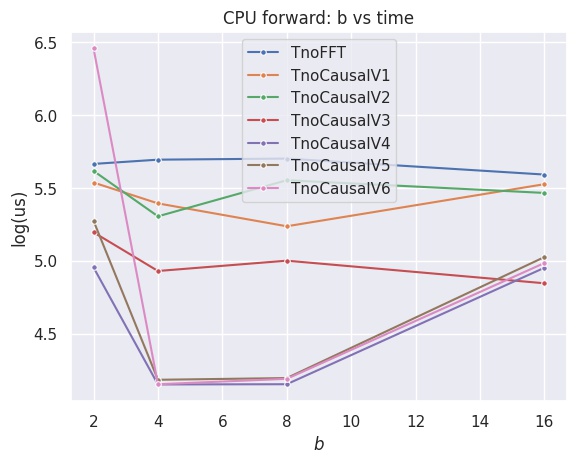 CPU forward: b vs time
6.5
6.0
5.5
5.0
4.5
log(us)
TnoFFT
TnoCausalV1
TnoCausalV2
TnoCausalV3
TnoCausalV4
TnoCausalV5
TnoCausalV6
2 4 6 8 10 12 14 16
b